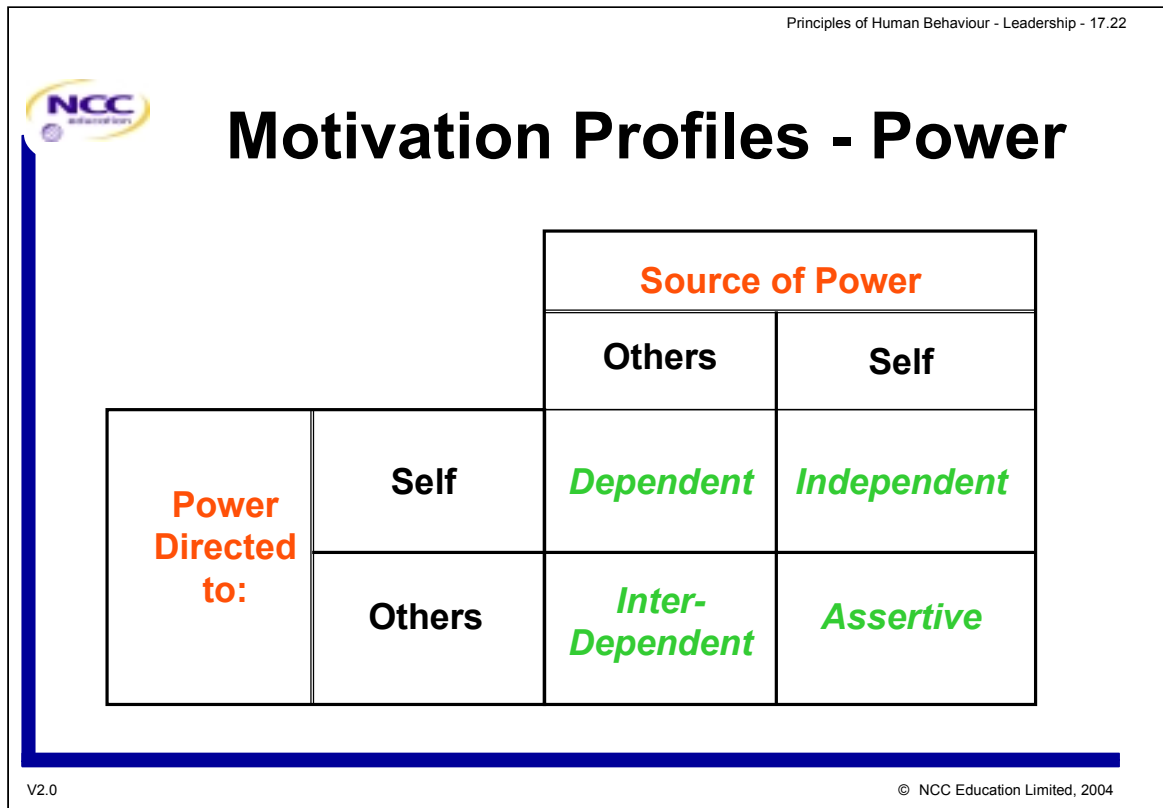 Principles of Human Behaviour - Leadership - 17.22
NCC
education
Motivation Profiles - Power
Source of Power
Others Self
Power
Directed
to:
Self Dependent Independent
Others Inter-
Dependent Assertive
V2.0 © NCC Education Limited, 2004